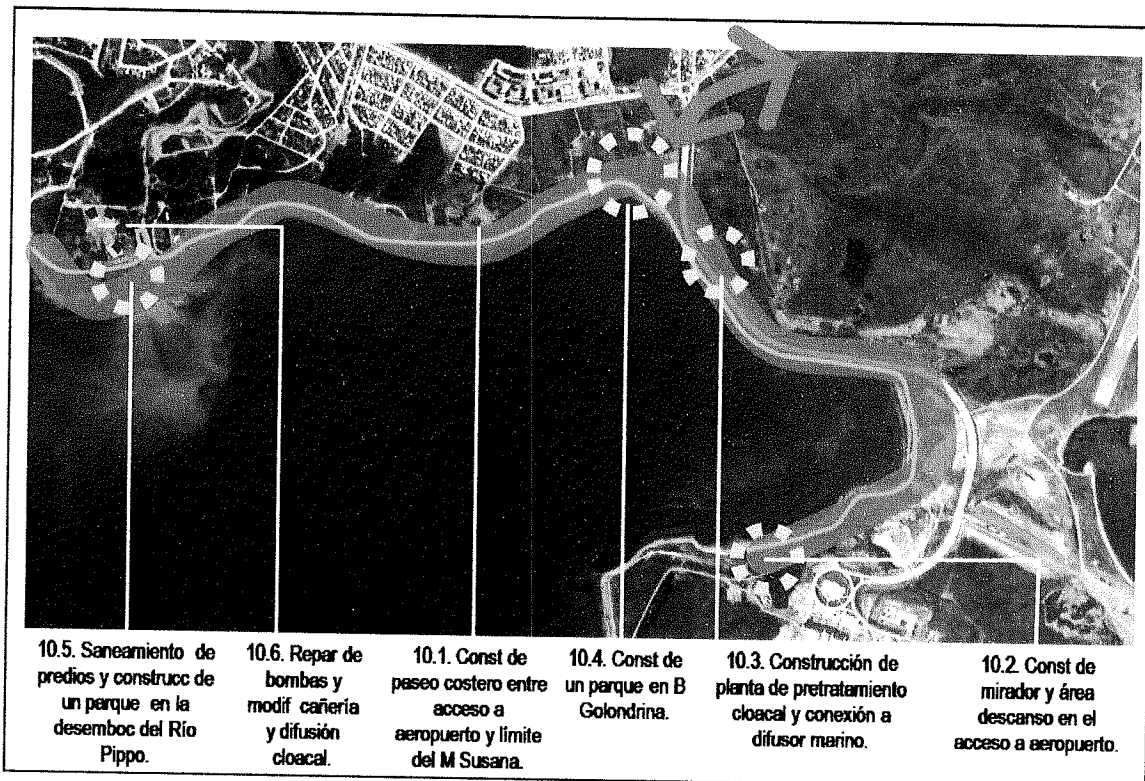 10.5. Saneamiento de
predios y construcc de
un parque en la
desemboc del Río
Pippo.
10.6. Repar de
bombas y
modif cañería
y difusión
cloacal.
10.1. Const de
paseo costero entre
acceso a
aeropuerto y límite
del M Susana.
10.4. Const de
un parque en B
Golondrina.
10.3. Construcción de
planta de pretratamiento
cloacal y conexión a
difusor marino.
10.2. Const de
mirador y área
descanso en el
acceso a aeropuerto.